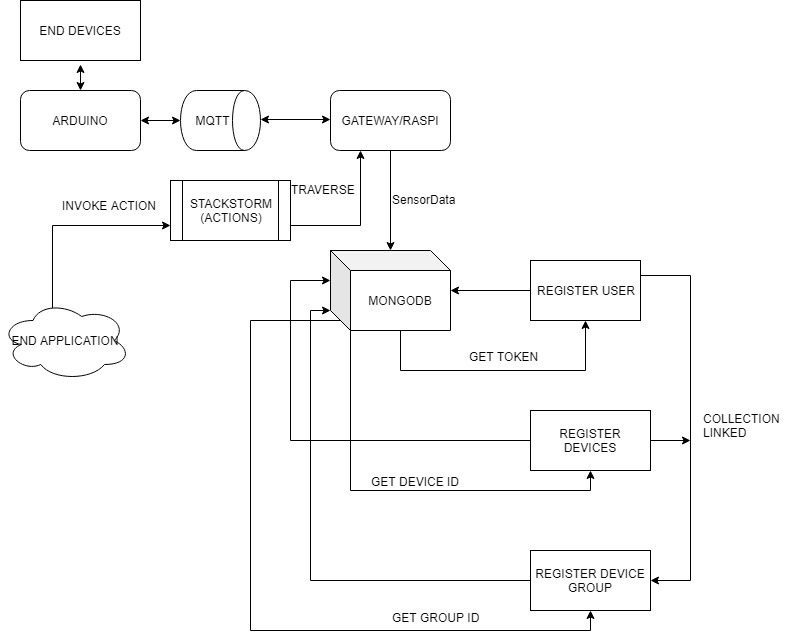 END DEVICES
ARDUINO
MQTT
GATEWAY/RASPI
INVOKE ACTION
STACKSTORM
(ACTIONS)
TRAVERSE
SensorData
END APPLICATION
MONGODB
REGISTER USER
GET TOKEN
REGISTER
DEVICES
COLLECTION
LINKED
GET DEVICE ID
REGISTER DEVICE
GROUP
GET GROUP ID